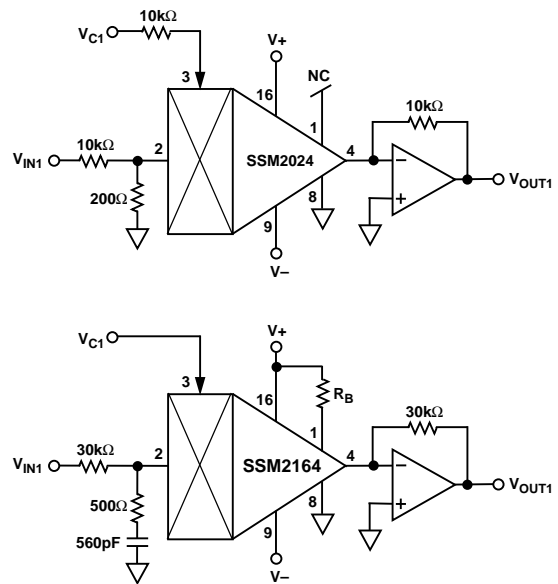 10kΩ
VC1
V+
NC
3
16
10kΩ
1
10kΩ
2
4
VIN1
SSM2024
−
VOUT1
200Ω
8
+
9
V−
V+
VC1
3
16
RB
30kΩ
1
30kΩ
2
4
VIN1
SSM2164
−
VOUT1
500Ω
8
+
560pF
9
V−